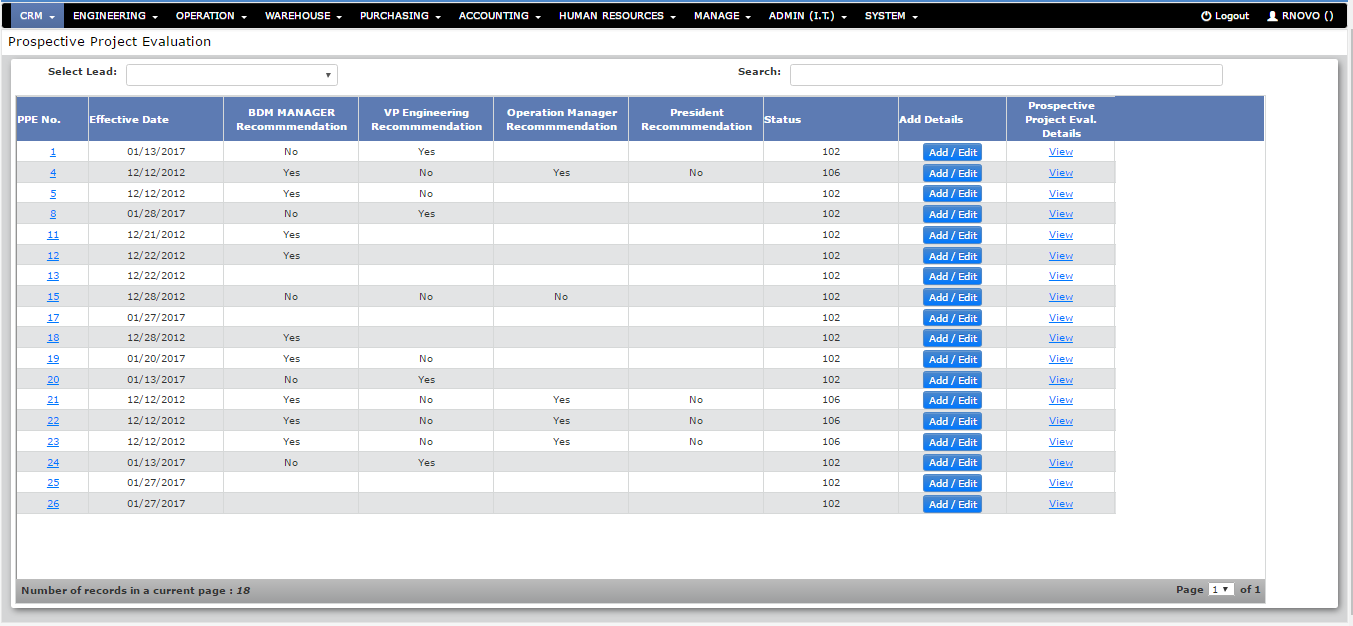 CRM ENGINEERING OPERATION WAREHOUSE PURCHASING ACCOUNTING HUMAN RESOURCES MANAGE ADMIN (I.T.) SYSTEM Logout RNOVO ()
Prospective Project Evaluation
Select Lead: Search:
PPE No. Effective Date BDM MANAGER Recommmendation VP Engineering Recommmendation Operation Manager Recommmendation President Recommmendation Status Add Details Prospective Project Eval. Details
1 01/13/2017 No Yes 102 Add / Edit View
4 12/12/2012 Yes No Yes No 106 Add / Edit View
5 12/12/2012 Yes No 102 Add / Edit View
8 01/28/2017 No Yes 102 Add / Edit View
11 12/21/2012 Yes 102 Add / Edit View
12 12/22/2012 Yes 102 Add / Edit View
13 12/22/2012 102 Add / Edit View
15 12/28/2012 No No No 102 Add / Edit View
17 01/27/2017 102 Add / Edit View
18 12/28/2012 Yes 102 Add / Edit View
19 01/20/2017 Yes No 102 Add / Edit View
20 01/13/2017 No Yes 102 Add / Edit View
21 12/12/2012 Yes No Yes No 106 Add / Edit View
22 12/12/2012 Yes No Yes No 106 Add / Edit View
23 12/12/2012 Yes No Yes No 106 Add / Edit View
24 01/13/2017 No Yes 102 Add / Edit View
25 01/27/2017 102 Add / Edit View
26 01/27/2017 102 Add / Edit View
Number of records in a current page : 18 Page 1 of 1